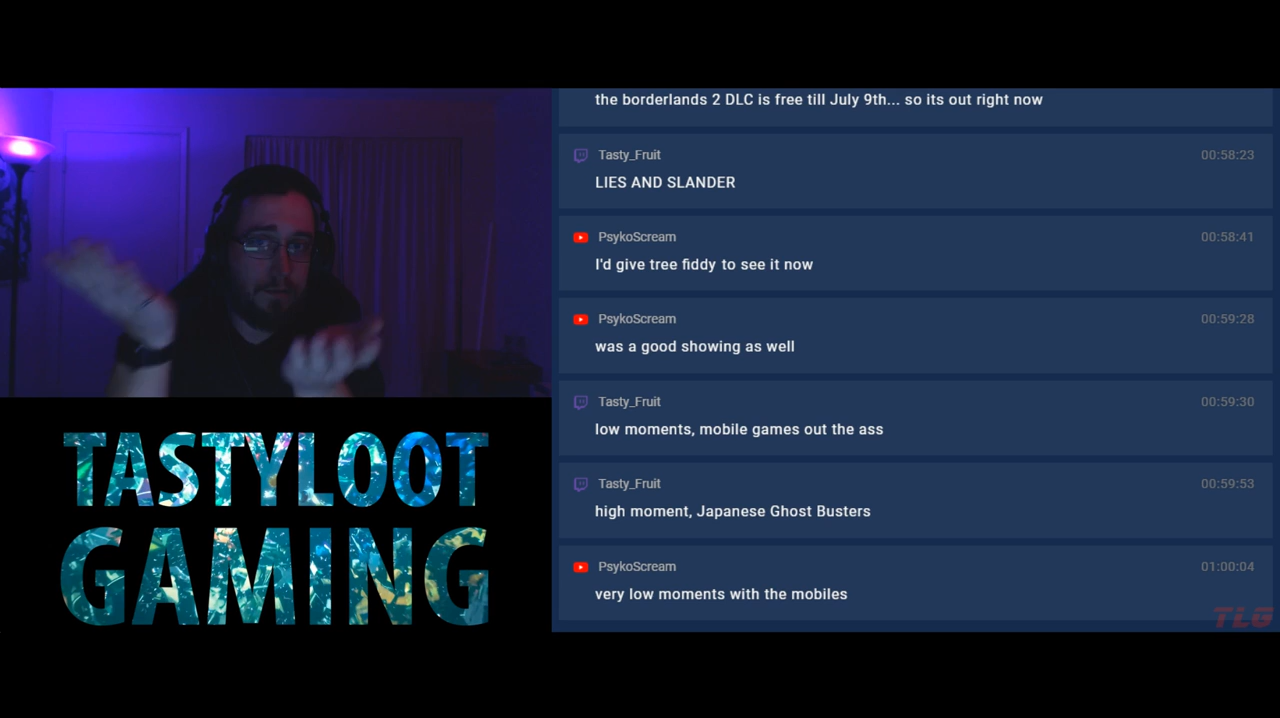 the borderlands 2 DLC is free till July 9th... so its out right now
Tasty_Fruit 00:58:23
LIES AND SLANDER
PsykoScream 00:58:41
I'd give tree fiddy to see it now
PsykoScream 00:59:28
was a good showing as well
Tasty_Fruit 00:59:30
low moments, mobile games out the ass
Tasty_Fruit 00:59:53
high moment, Japanese Ghost Busters
PsykoScream 01:00:04
very low moments with the mobiles
TLG
TASTYLOOT
GAMING